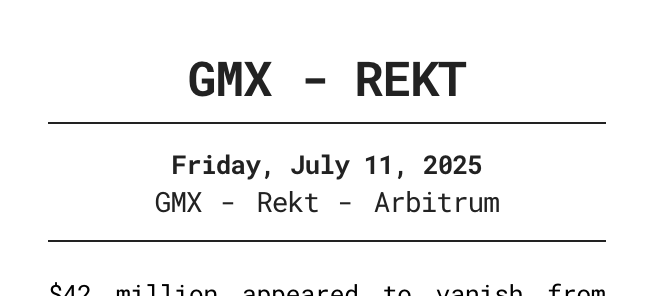 GMX - REKT
Friday, July 11, 2025
GMX - Rekt - Arbitrum
$42 million appeared to vanish from